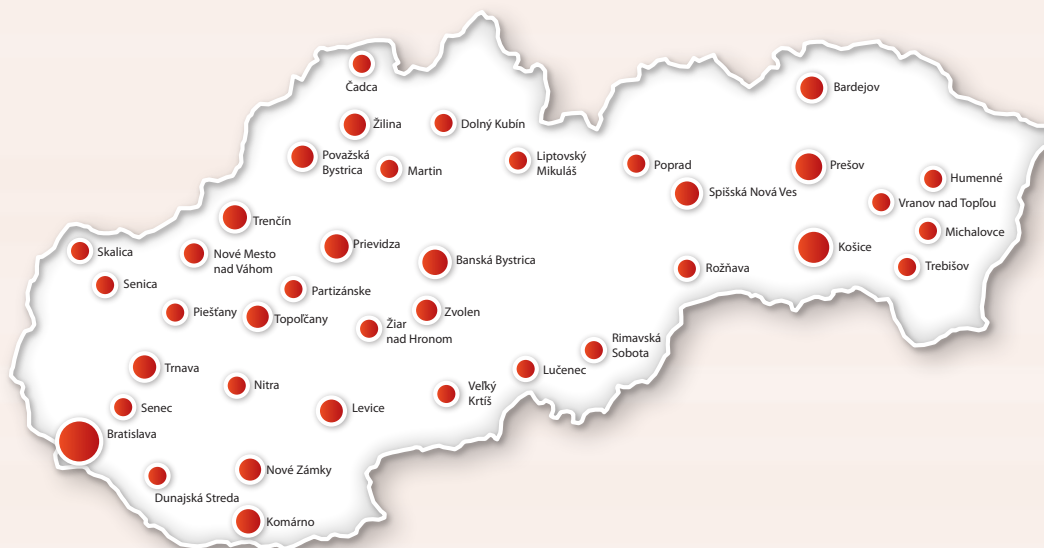 Čadca
Bardejov
Žilina
Dolný Kubín
Považská
Bystrica
Martin
Liptovský
Mikuláš
Poprad
Prešov
Spišská Nová Ves
Humenné
Vranov nad Topľou
Trenčín
Michalovce
Skalica
Nové Mesto
nad Váhom
Prievidza
Banská Bystrica
Košice
Rožňava
Trebišov
Senica
Partizánske
Piešťany
Topoľčany
Žiar
nad Hronom
Zvolen
Rimavská
Sobota
Trnava
Lučenec
Nitra
Veľký
Krtíš
Senec
Levice
Bratislava
Nové Zámky
Dunajská Streda
Komárno